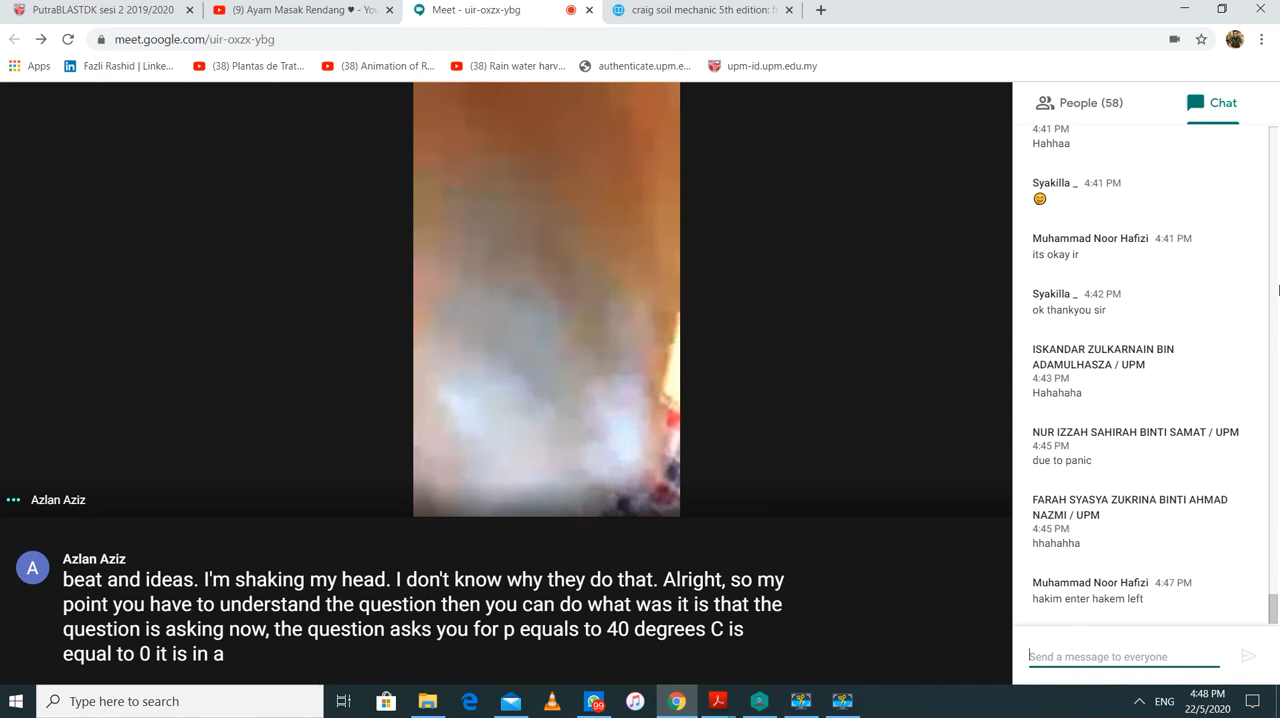 PutraBLASTDK sesi 2 2019/2020
(9) Ayam Masak Rendang ♥ - You
Meet - uir-oxzx-ybg
craig soil mechanic 5th edition: f
meet.google.com/uir-oxzx-ybg
Apps
Fazli Rashid | Linke...
(38) Plantas de Trat...
(38) Animation of R...
(38) Rain water harv...
authenticate.upm.e...
upm-id.upm.edu.my
People (58)
Chat
4:41 PM
Hahhaa
Syakilla _ 4:41 PM
Muhammad Noor Hafizi 4:41 PM
its okay ir
Syakilla _ 4:42 PM
ok thankyou sir
ISKANDAR ZULKARNAIN BIN
ADAMULHASZA / UPM
4:43 PM
Hahahaha
NUR IZZAH SAHIRAH BINTI SAMAT / UPM
4:45 PM
due to panic
FARAH SYASYA ZUKRINA BINTI AHMAD
NAZMI / UPM
4:45 PM
hhahahha
Muhammad Noor Hafizi 4:47 PM
hakim enter hakem left
Send a message to everyone
Azlan Aziz
A
Azlan Aziz
beat and ideas. I'm shaking my head. I don't know why they do that. Alright, so my
point you have to understand the question then you can do what was it is that the
question is asking now, the question asks you for p equals to 40 degrees C is
equal to 0 it is in a
Type here to search
99
ENG
4:48 PM
22/5/2020